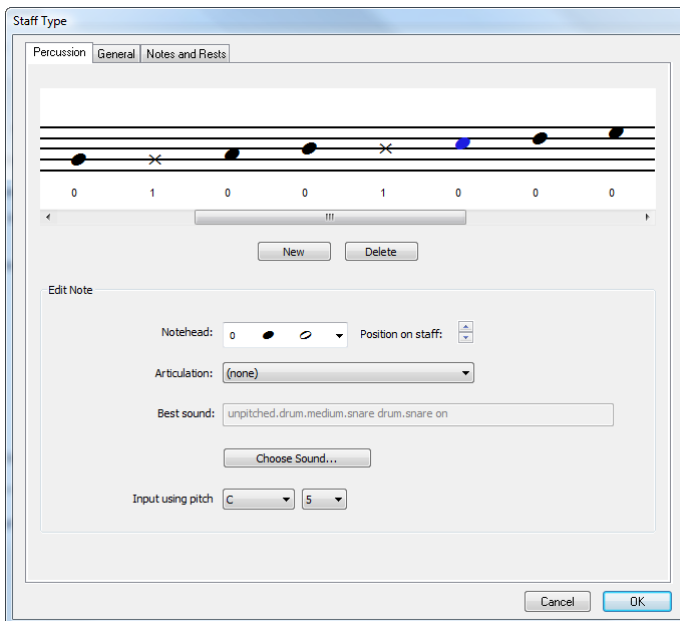 Staff Type
Percussion General Notes and Rests
0 1 0 0 1 0 0 0
New Delete
Edit Note
Notehead: 0 Position on staff:
Articulation: (none)
Best sound: unpitched.drum.medium.snare drum.snare on
Choose Sound...
Input using pitch C 5
Cancel OK